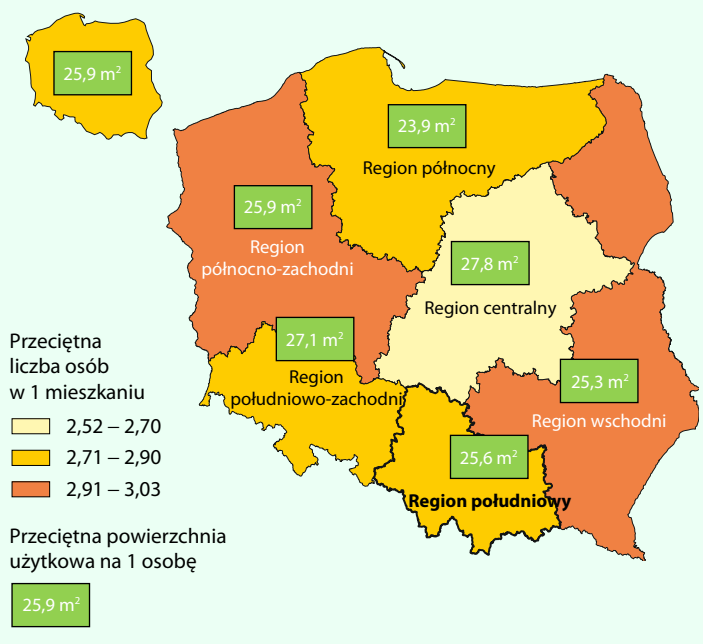 25,9 m²
23,9 m²
Region północny
25,9 m²
Region
północno-zachodni
27,8 m²
Region centralny
27,1 m²
Region
południowo-zachodni
25,3 m²
Region wschodni
25,6 m²
Region południowy
Przeciętna
liczba osób
w 1 mieszkaniu
2,52 – 2,70
2,71 – 2,90
2,91 – 3,03
Przeciętna powierzchnia
użytkowa na 1 osobę
25,9 m²